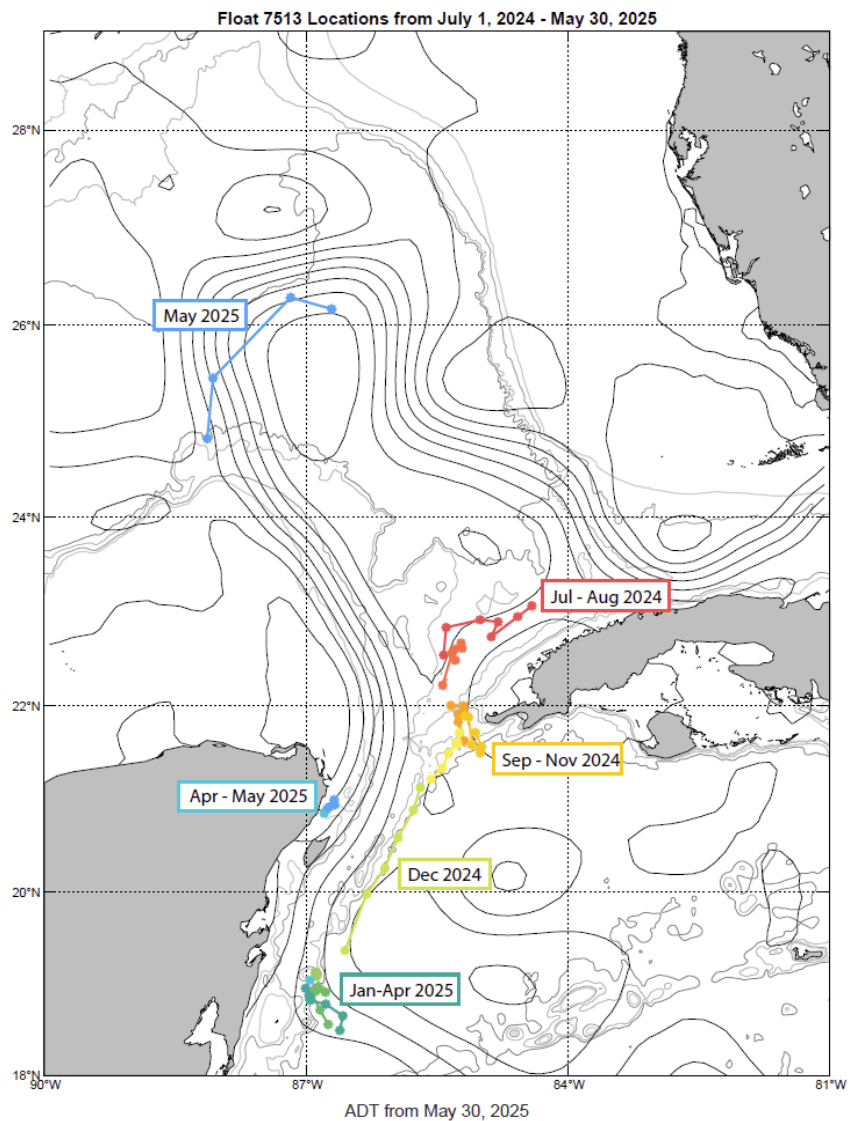 Float 7513 Locations from July 1, 2024 - May 30, 2025
28°N
May 2025
26°N
24°N
Jul - Aug 2024
22°N
Sep - Nov 2024
Apr - May 2025
Dec 2024
20°N
Jan-Apr 2025
18°N
90°W 87°W 84°W 81°W
ADT from May 30, 2025